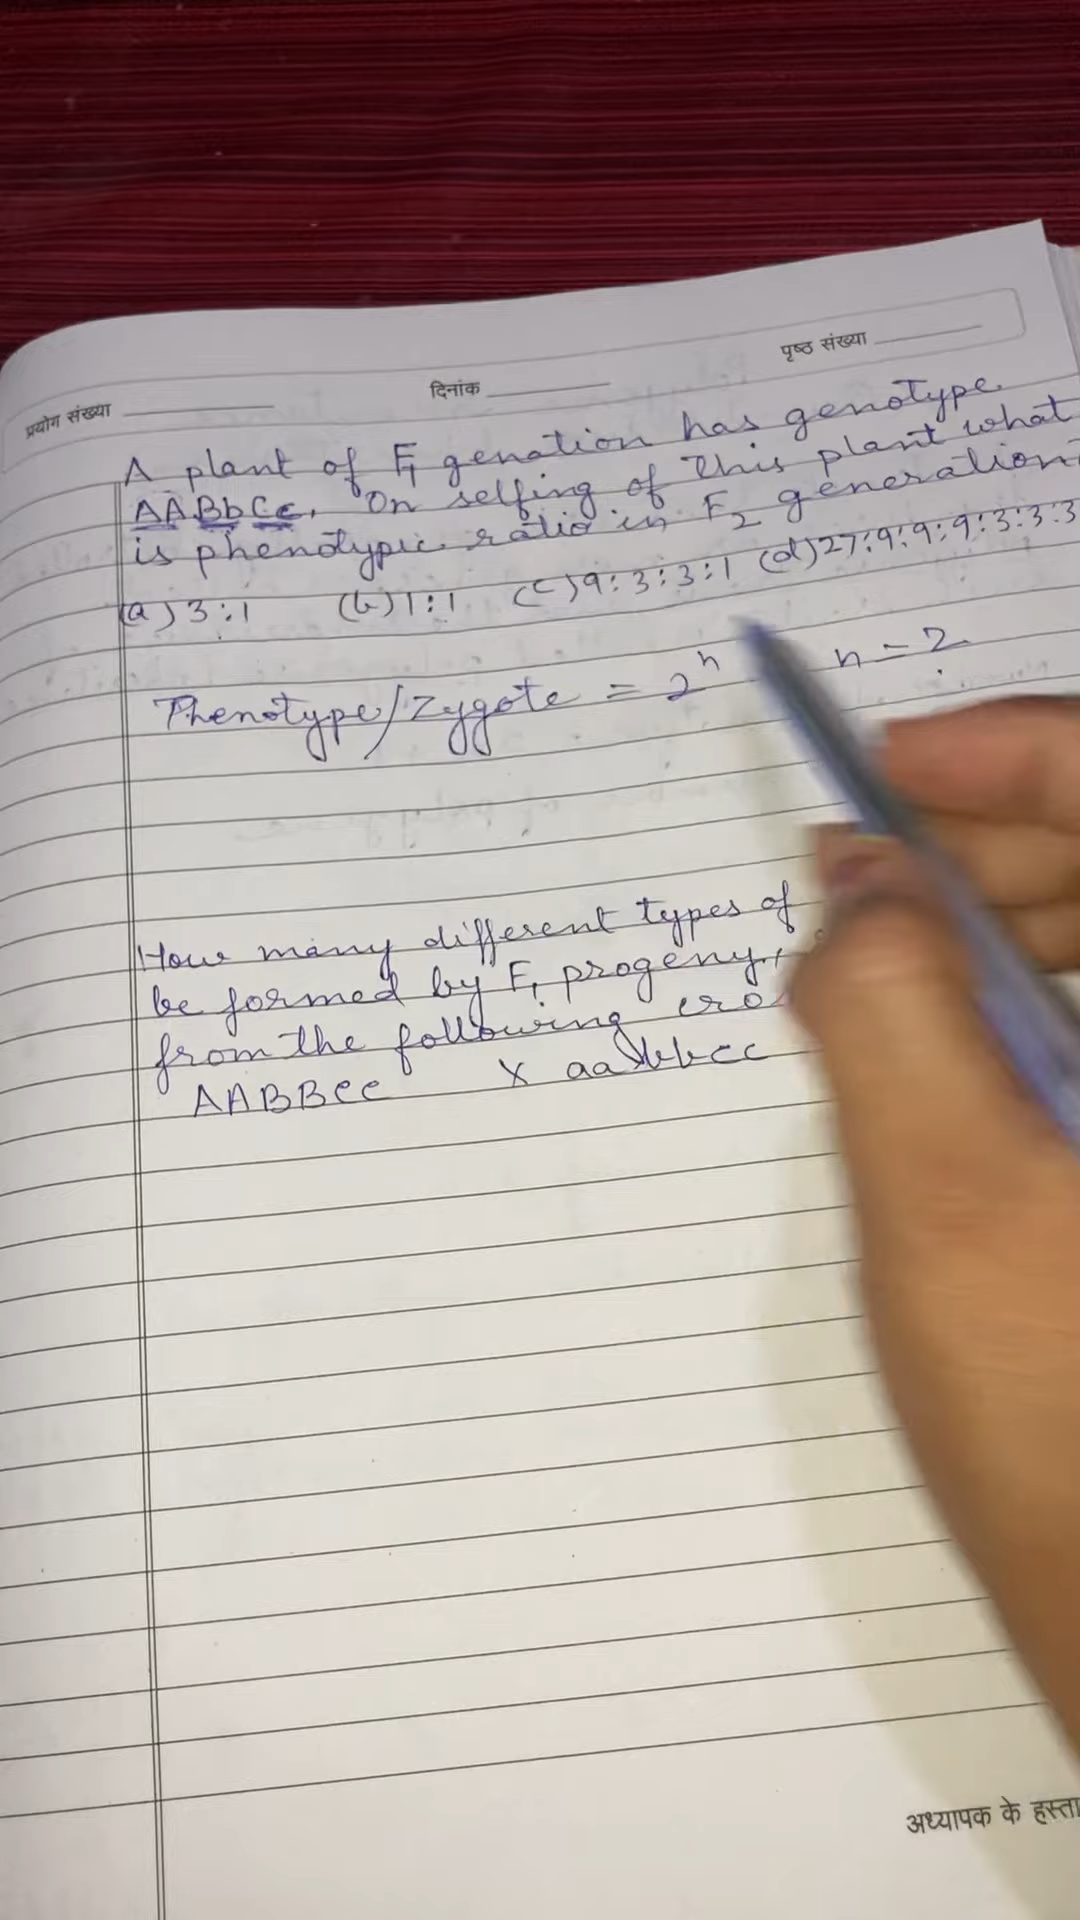 प्रयोग संख्या
दिनांक
पृष्ठ संख्या
A plant of F1 genation has genotype
AABbCc. On selfing of this plant what
is phenotypic ratio in F2 generation
(a) 3:1 (b) 1:1 (c) 9:3:3:1 (d) 27:9:9:9:3:3:3
Phenotype/Zygote = 2ⁿ n = 2
How many different types of
be formed by F1 progeny,
from the following
AABBCC X aabbcc
अध्यापक के